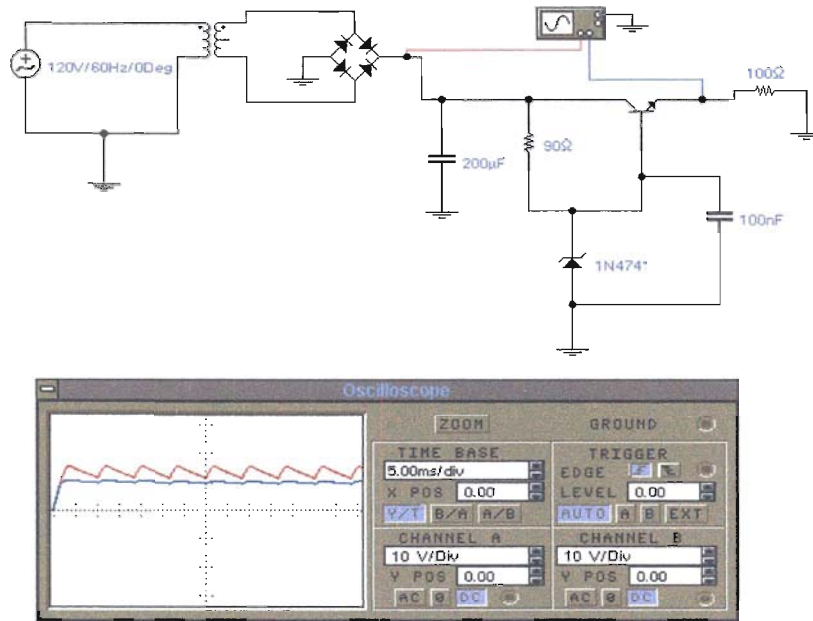 120V/60Hz/0Deg
100Ω
200µF
90Ω
100nF
1N474*
Oscilloscope
ZOOM
GROUND
TIME BASE
5.00ms/div
X POS 0.00
Y/T B/A A/B
TRIGGER
EDGE
LEVEL 0.00
AUTO A B EXT
CHANNEL A
10 V/Div
Y POS 0.00
AC 0 DC
CHANNEL B
10 V/Div
Y POS 0.00
AC 0 DC